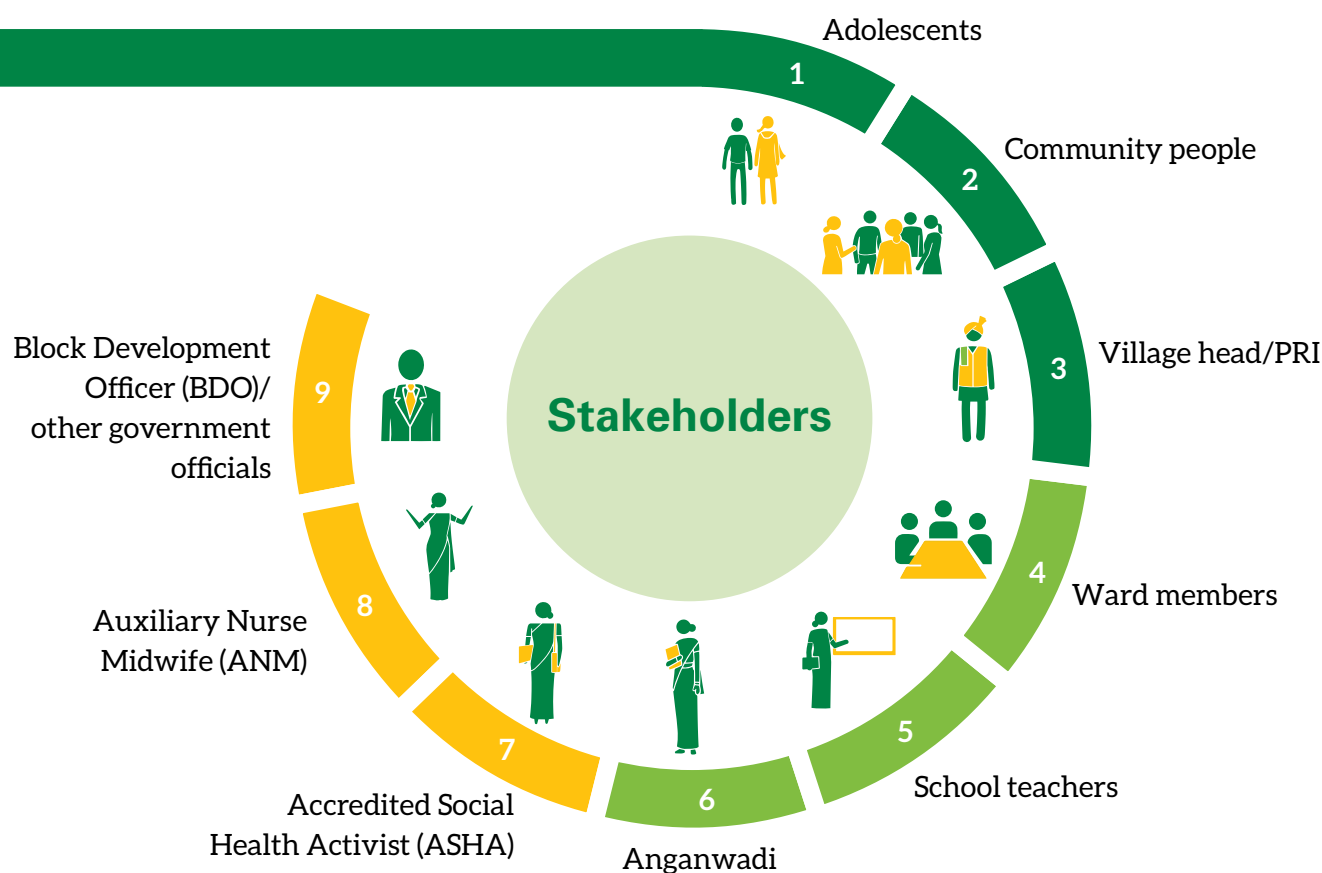 Adolescents
1
Community people
2
Village head/PRI
3
Stakeholders
Ward members
4
School teachers
5
Anganwadi
6
Accredited Social
Health Activist (ASHA)
7
Auxiliary Nurse
Midwife (ANM)
8
Block Development
Officer (BDO)/
other government
officials
9